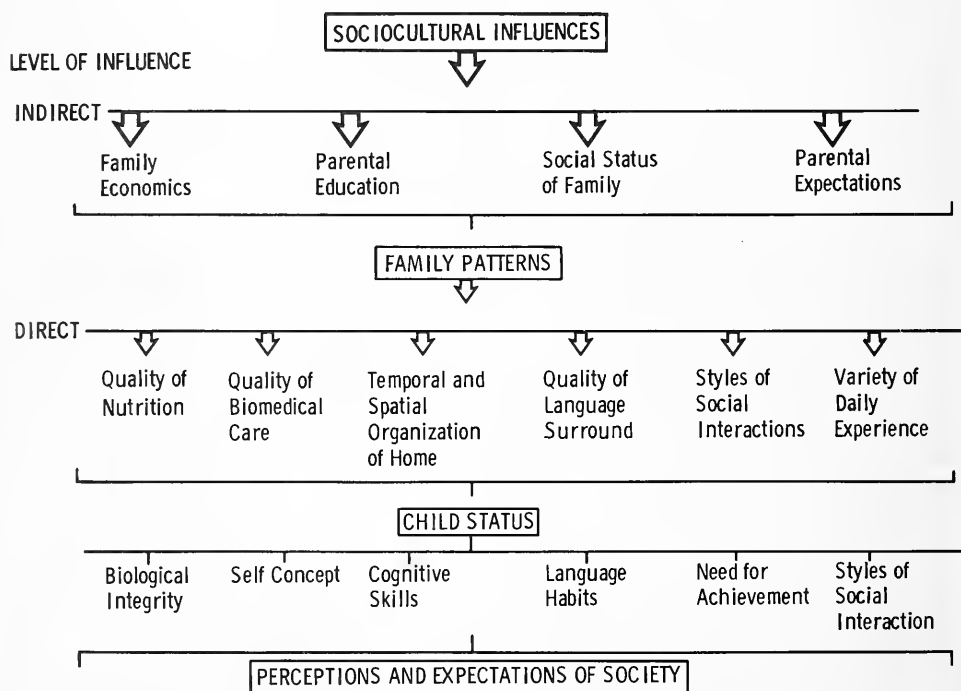 SOCIOCULTURAL INFLUENCES
LEVEL OF INFLUENCE
INDIRECT
Family
Economics
Parental
Education
Social Status
of Family
Parental
Expectations
FAMILY PATTERNS
DIRECT
Quality of
Nutrition
Quality of
Biomedical
Care
Temporal and
Spatial
Organization
of Home
Quality of
Language
Surround
Styles of
Social
Interactions
Variety of
Daily
Experience
CHILD STATUS
Biological
Integrity
Self Concept
Cognitive
Skills
Language
Habits
Need for
Achievement
Styles of
Social
Interaction
PERCEPTIONS AND EXPECTATIONS OF SOCIETY